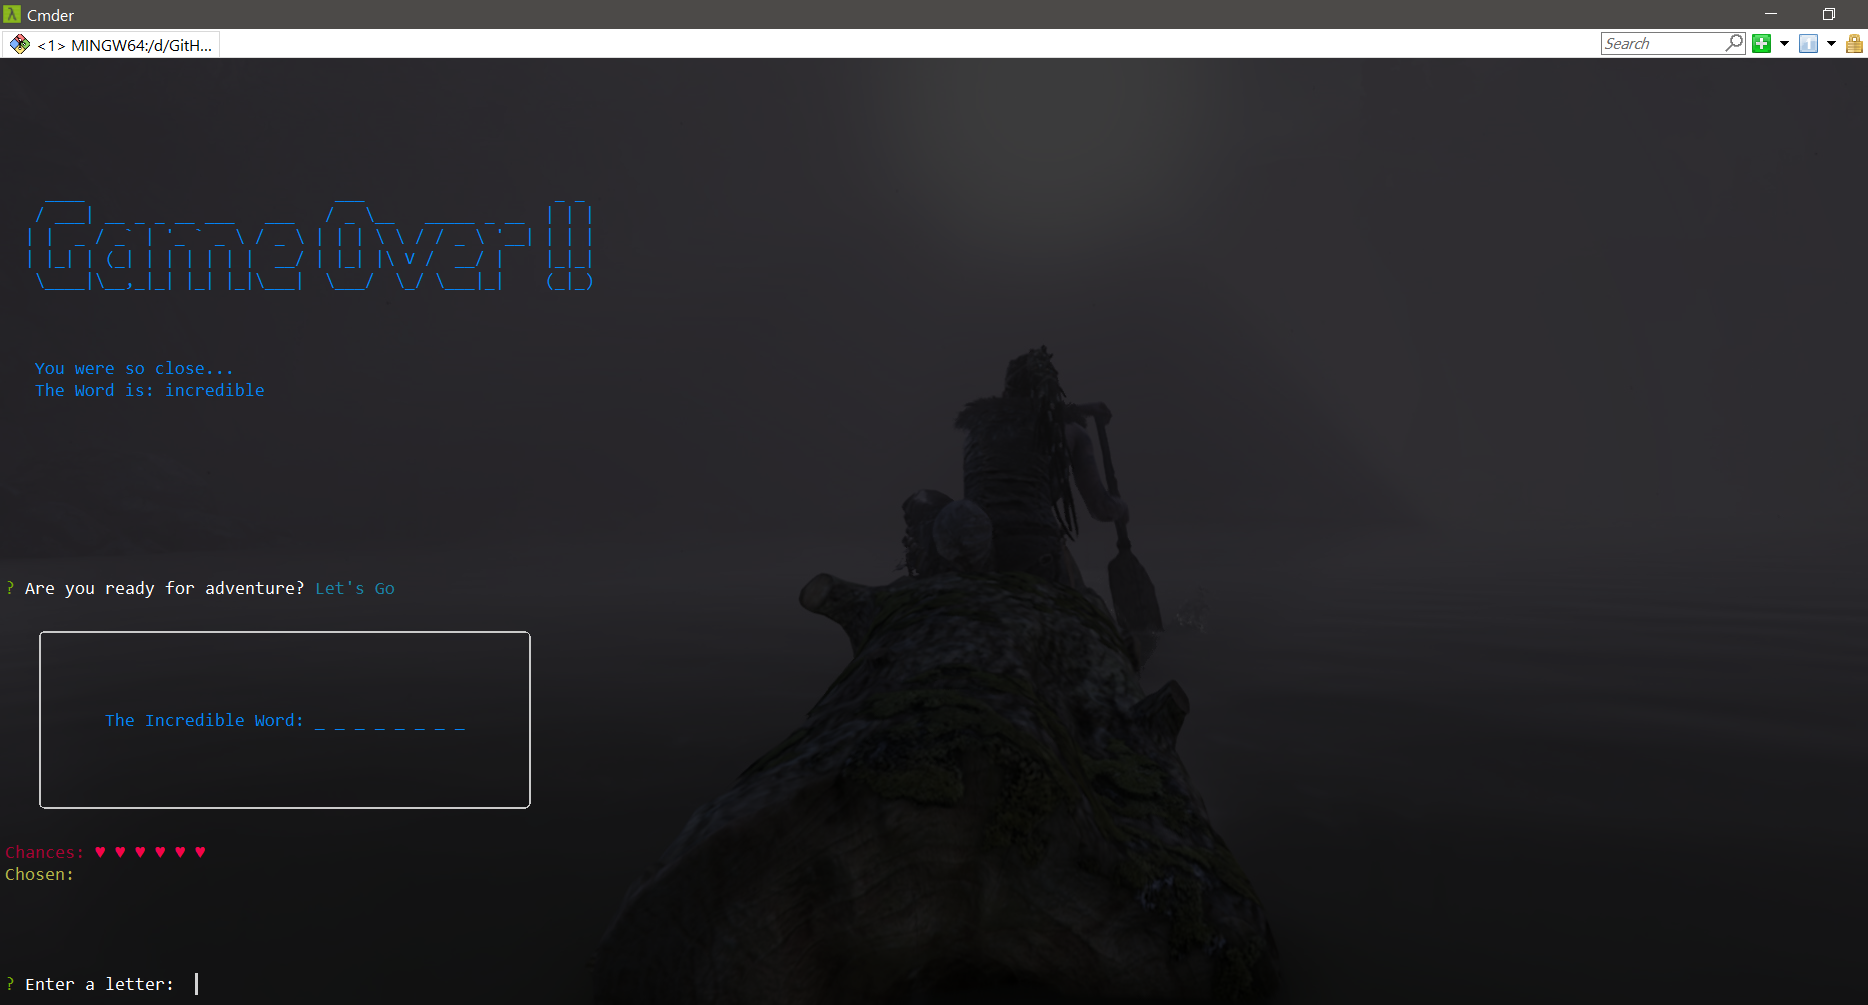 Cmder
<1> MINGW64:/d/GitH...
Search
Game Over !!
You were so close...
The Word is: incredible
? Are you ready for adventure? Let's Go
The Incredible Word: _ _ _ _ _ _ _ _
Chances: ♥ ♥ ♥ ♥ ♥ ♥
Chosen:
? Enter a letter: